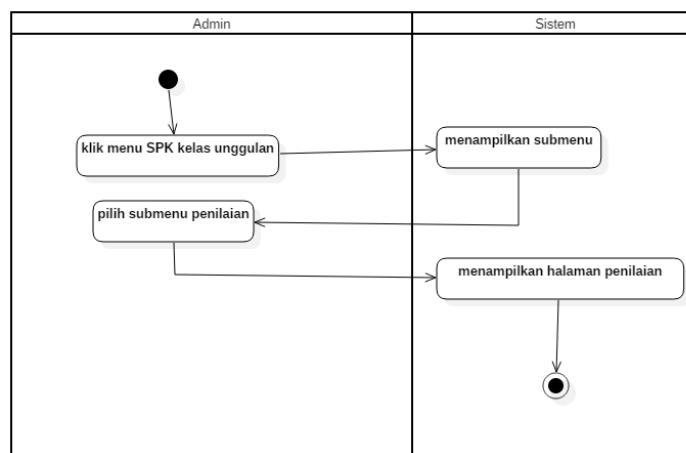 Admin
Sistem
klik menu SPK kelas unggulan
menampilkan submenu
pilih submenu penilaian
menampilkan halaman penilaian